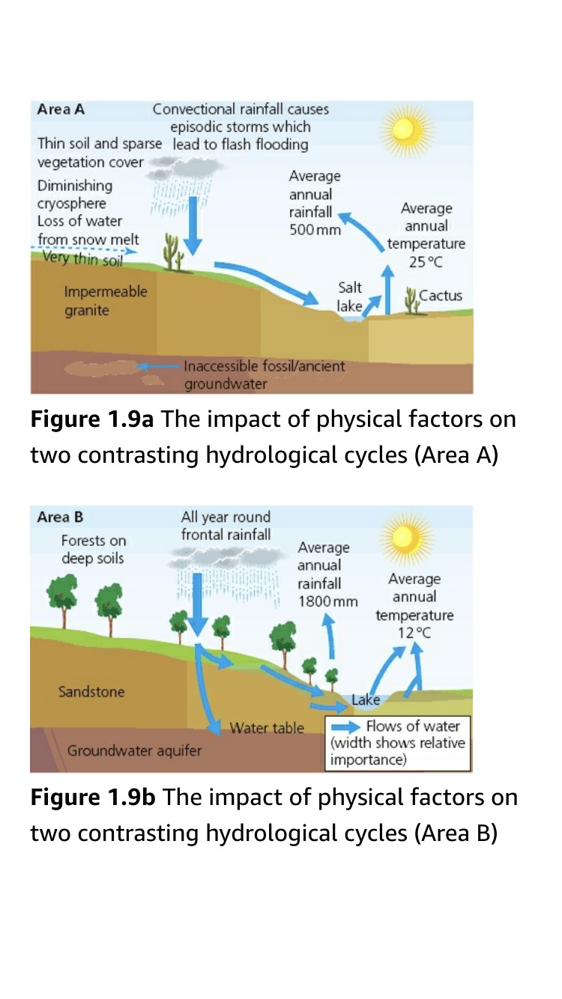 Area A
Convectional rainfall causes
episodic storms which
lead to flash flooding
Thin soil and sparse
vegetation cover
Diminishing
cryosphere
Loss of water
from snow melt
Very thin soil
Average
annual
rainfall
500 mm
Average
annual
temperature
25 °C
Impermeable
granite
Salt
lake
Cactus
Inaccessible fossil/ancient
groundwater
Figure 1.9a The impact of physical factors on
two contrasting hydrological cycles (Area A)
Area B
All year round
frontal rainfall
Forests on
deep soils
Average
annual
rainfall
1800 mm
Average
annual
temperature
12 °C
Sandstone
Lake
Water table
Groundwater aquifer
Flows of water
(width shows relative
importance)
Figure 1.9b The impact of physical factors on
two contrasting hydrological cycles (Area B)